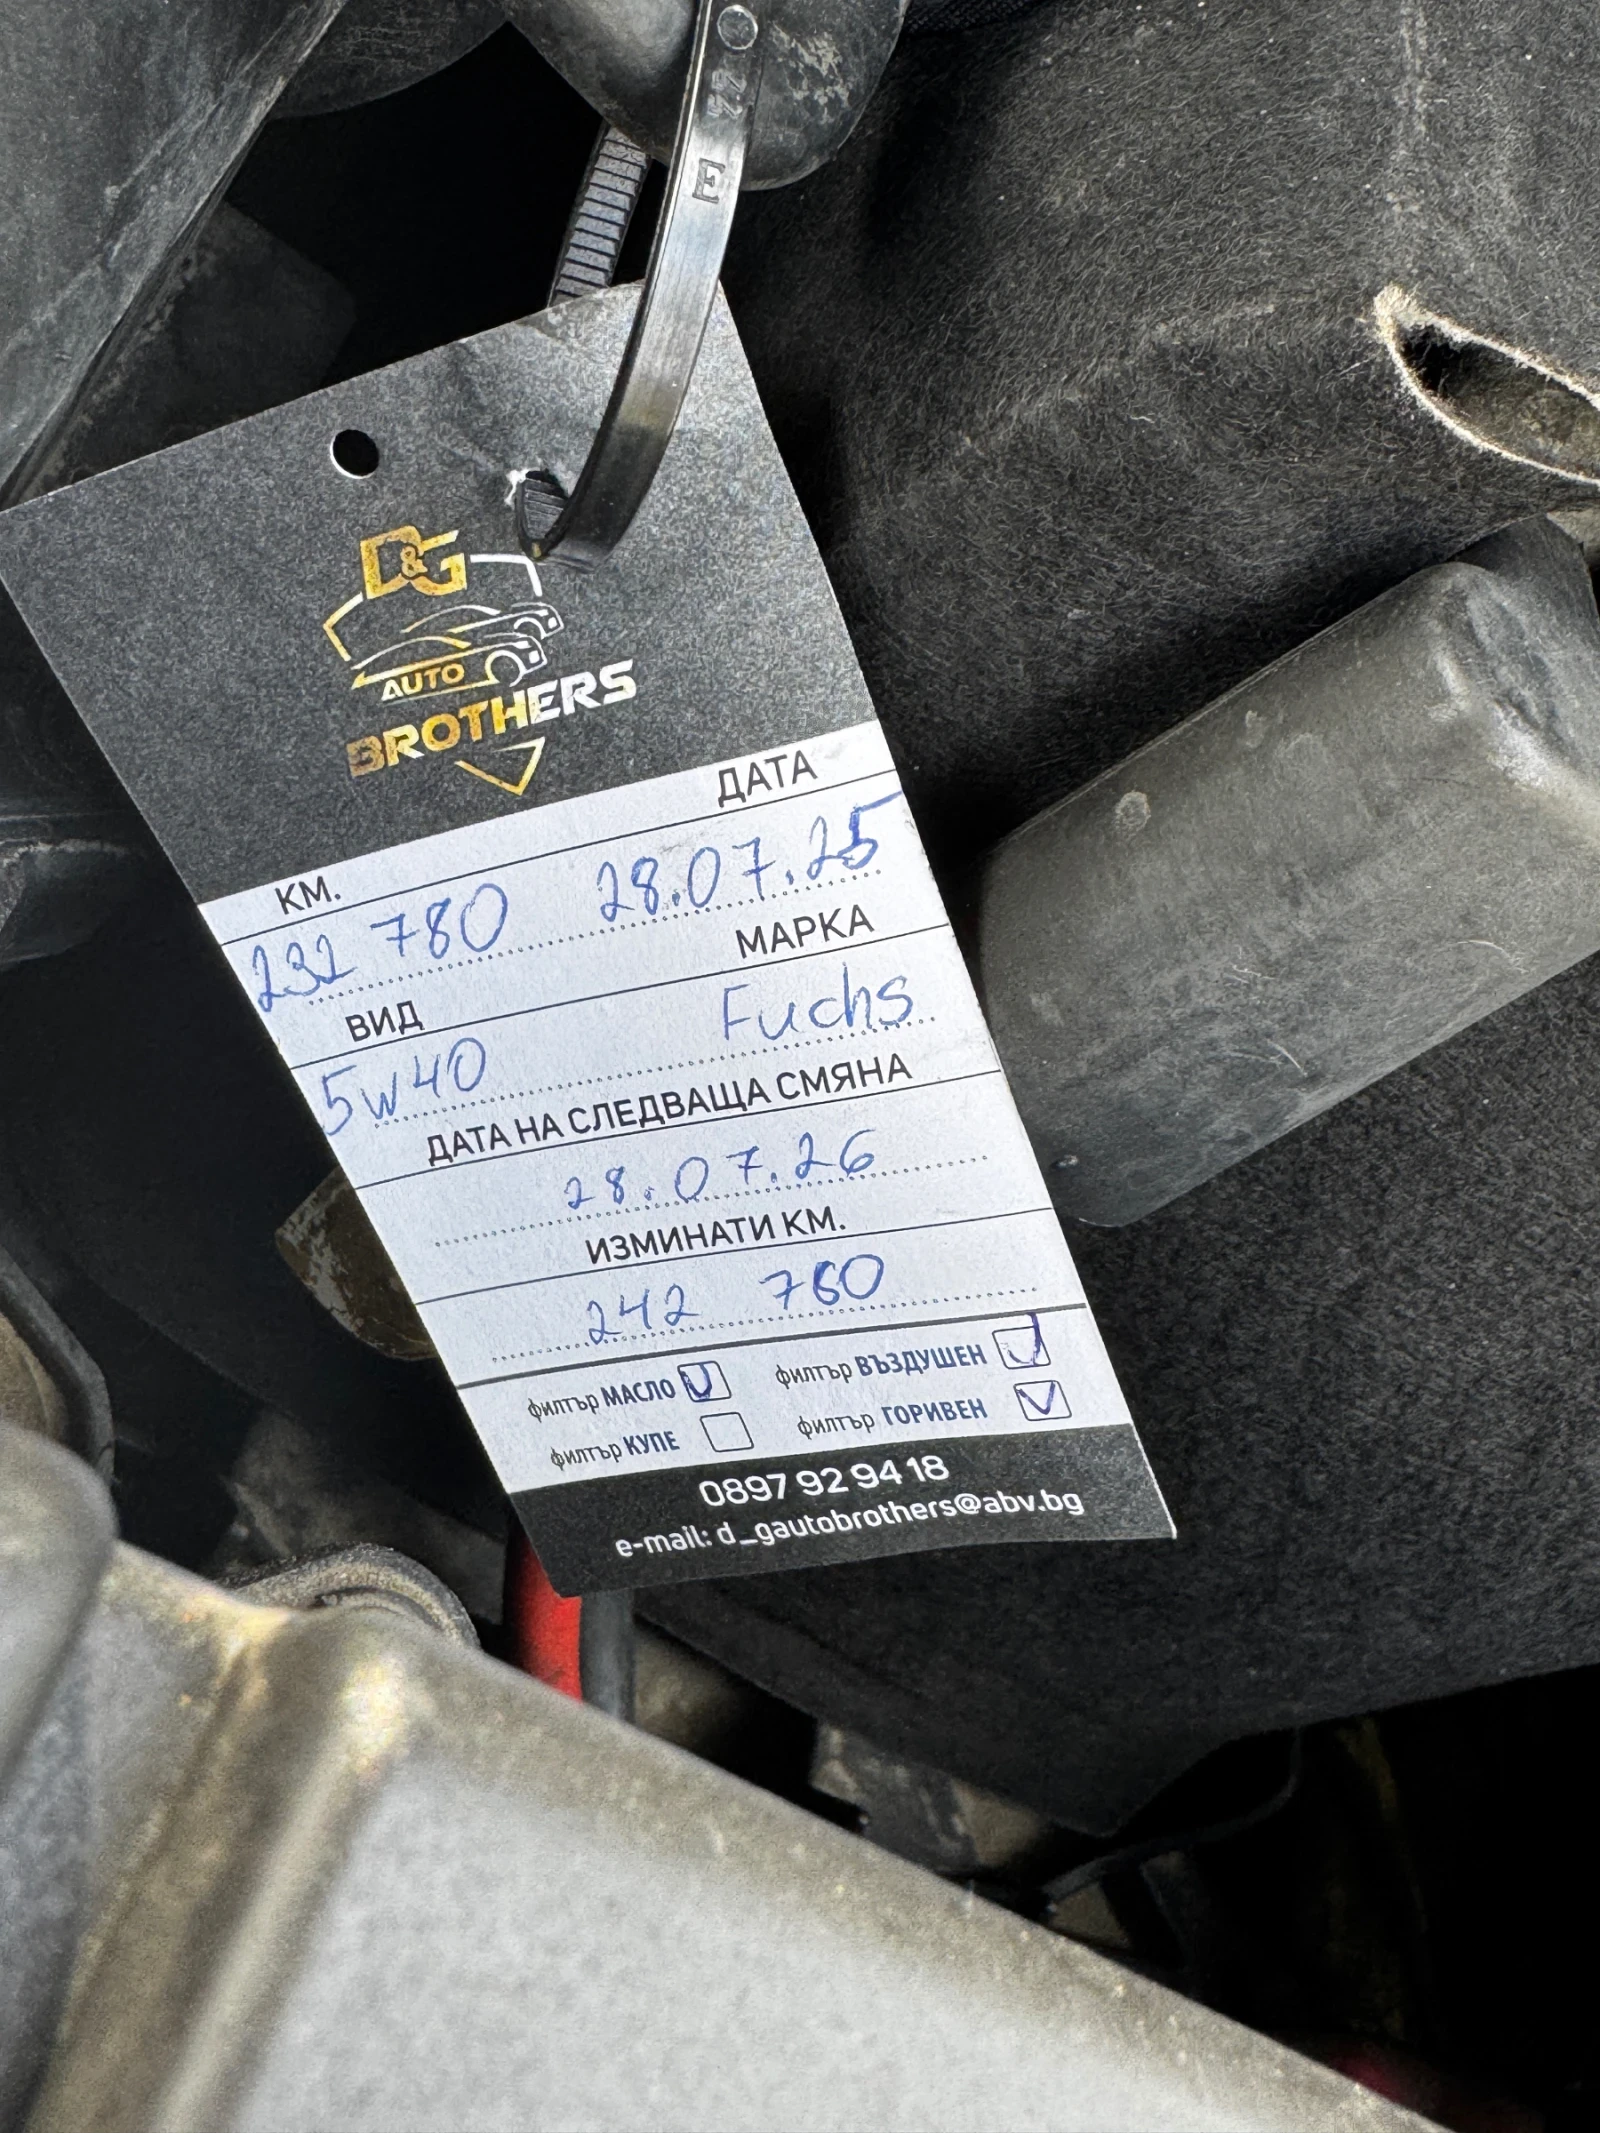 E
D&G
AUTO
BROTHERS
КМ. ДАТА
232 780 28.07.25
ВИД МАРКА
5w40 Fuchs
ДАТА НА СЛЕДВАЩА СМЯНА
28.07.26
ИЗМИНАТИ КМ.
242 780
филтър МАСЛО филтър ВЪЗДУШЕН
филтър КУПЕ филтър ГОРИВЕН
0897 92 94 18
e-mail: d_gautobrothers@abv.bg